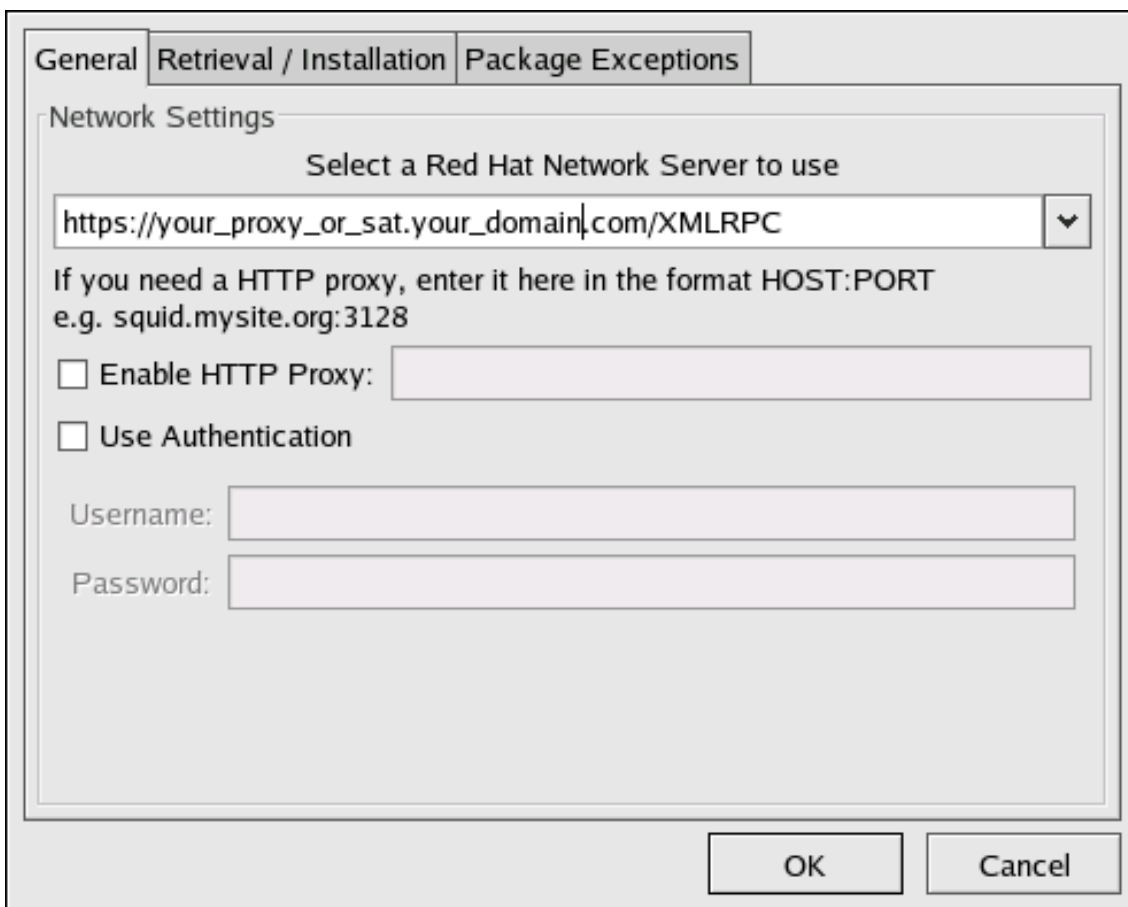 General
Retrieval / Installation
Package Exceptions
Network Settings
Select a Red Hat Network Server to use
https://your_proxy_or_sat.your_domain.com/XMLRPC
If you need a HTTP proxy, enter it here in the format HOST:PORT
e.g. squid.mysite.org:3128
Enable HTTP Proxy:
Use Authentication
Username:
Password:
OK
Cancel